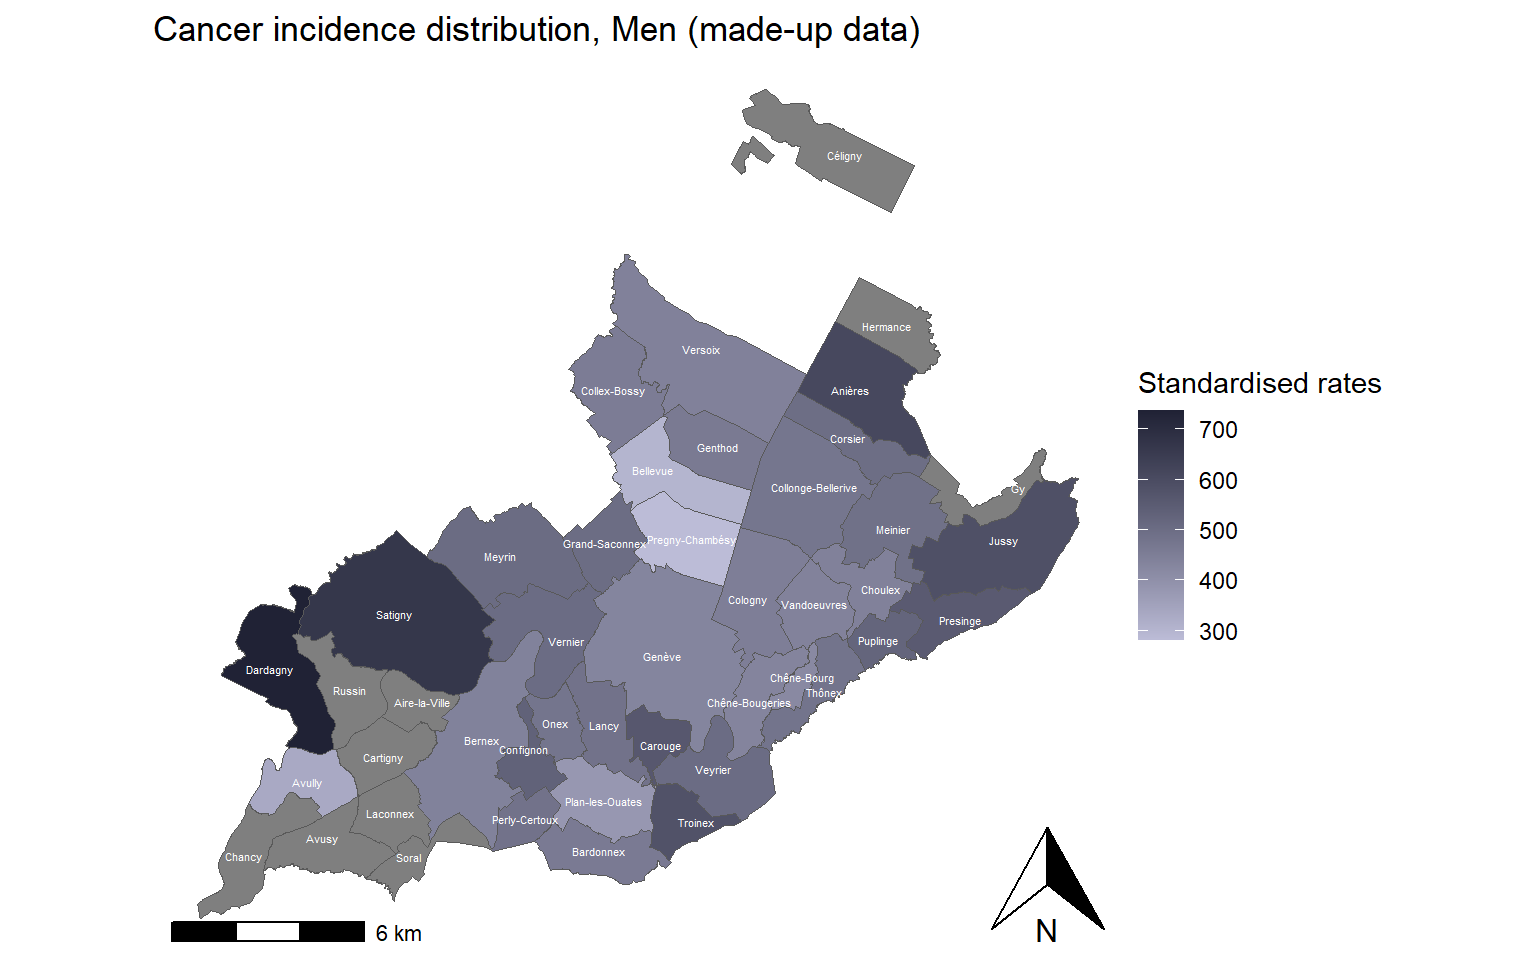 Cancer incidence distribution, Men (made-up data)
Céligny
Hermance
Versoix
Collex-Bossy
Anières
Corsier
Genthod
Bellevue
Collonge-Bellerive
Gy
Meinier
Jussy
Grand-Saconnex
Pregny-Chambésy
Meyrin
Choulex
Cologny
Vandoeuvres
Satigny
Presinge
Vernier
Puplinge
Genève
Dardagny
Chêne-Bourg
Russin
Thônex
Aire-la-Ville
Chêne-Bougeries
Onex
Lancy
Bernex
Confignon
Carouge
Cartigny
Veyrier
Avully
Plan-les-Ouates
Laconnex
Perly-Certoux
Troinex
Avusy
Bardonnex
Chancy
Soral
Standardised rates
700
600
500
400
300
6 km
N